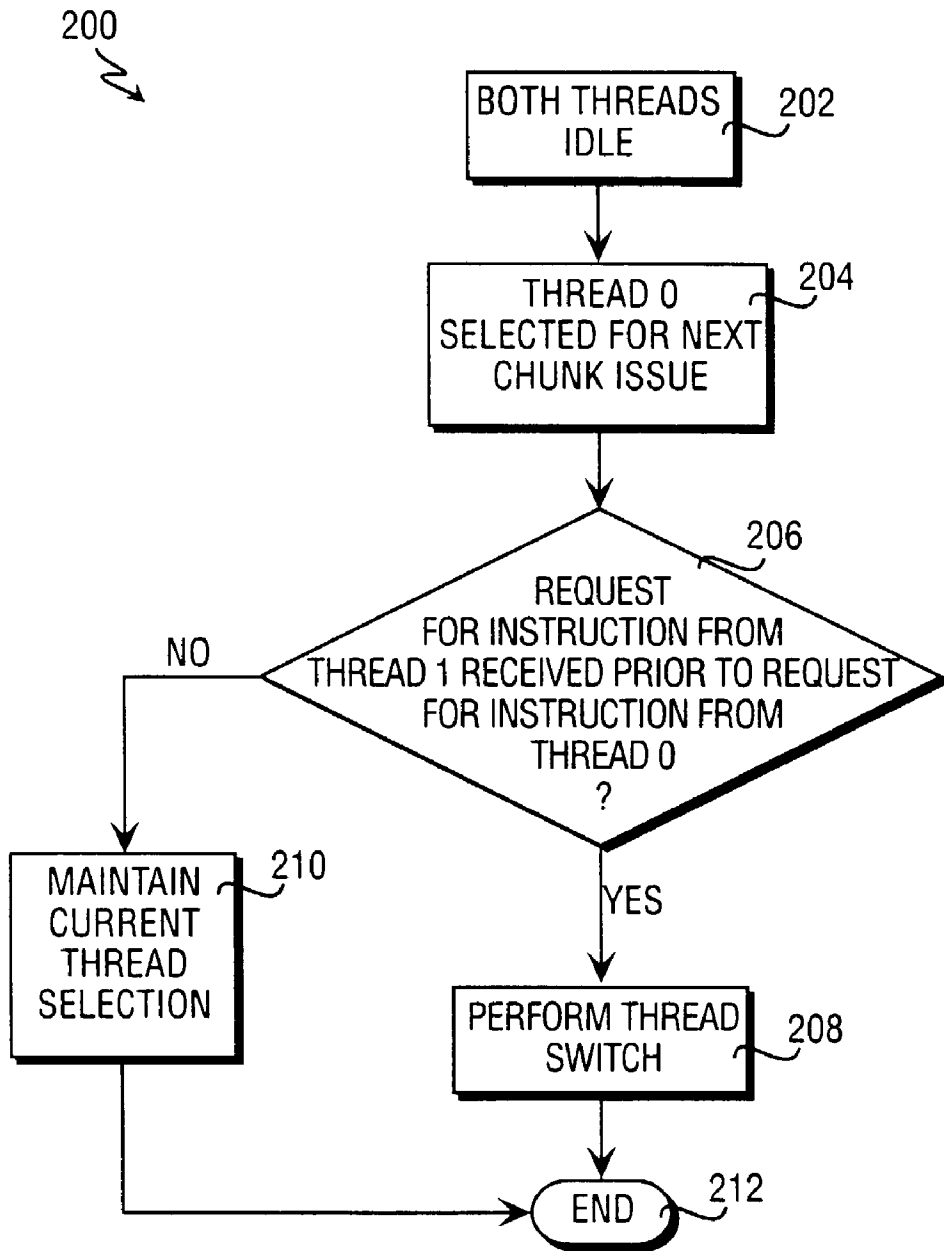 200
BOTH THREADS
IDLE
202
THREAD 0
SELECTED FOR NEXT
CHUNK ISSUE
204
206
REQUEST
FOR INSTRUCTION FROM
THREAD 1 RECEIVED PRIOR TO REQUEST
FOR INSTRUCTION FROM
THREAD 0
?
NO
YES
MAINTAIN
CURRENT
THREAD
SELECTION
210
PERFORM THREAD
SWITCH
208
END
212